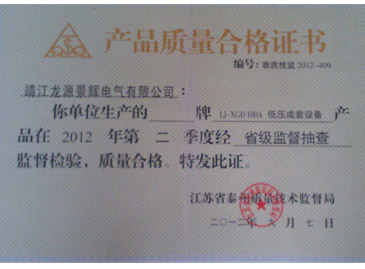 产品质量合格证书
编号：泰质技监 2012-409
靖江龙源景辉电气有限公司：
你单位生产的 牌 LJ-XGD 100A 低压成套设备 产
品在 2012 年第 二 季度经 省级监督抽查
监督检验，质量合格。特发此证。
江苏省泰州质量技术监督局
二〇一二年 月 七 日